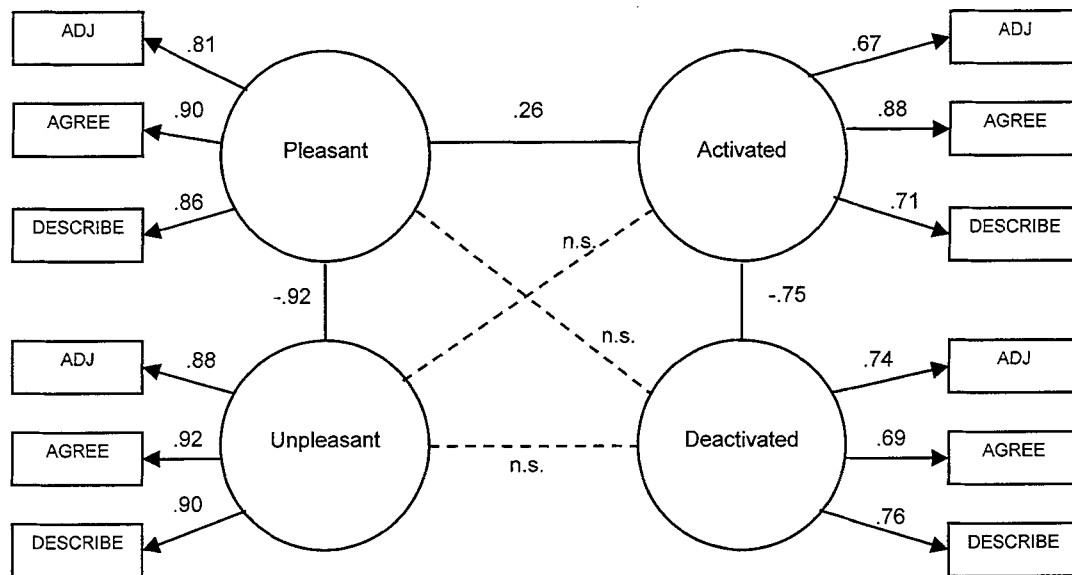 ADJ
.81
.67
ADJ
AGREE
.90
Pleasant
.26
Activated
.88
AGREE
DESCRIBE
.86
.71
DESCRIBE
n.s.
-.92
-.75
n.s.
ADJ
.88
.74
ADJ
AGREE
.92
Unpleasant
n.s.
Deactivated
.69
AGREE
DESCRIBE
.90
.76
DESCRIBE